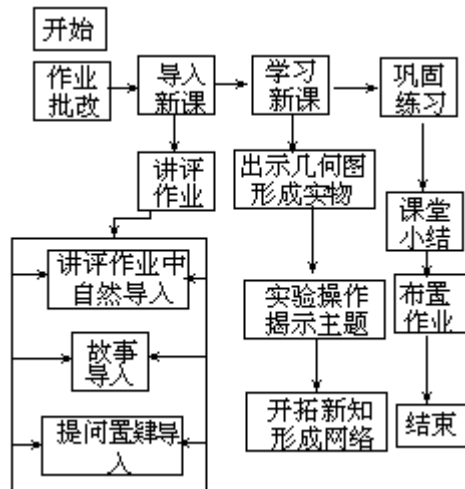 开始
作业
批改
导入
新课
学习
新课
巩固
练习
讲评
作业
出示几何图
形成实物
课堂
小结
讲评作业中
自然导入
实验操作
揭示主题
布置
作业
故事
导入
提问置肄导
入
开拓新知
形成网络
结束